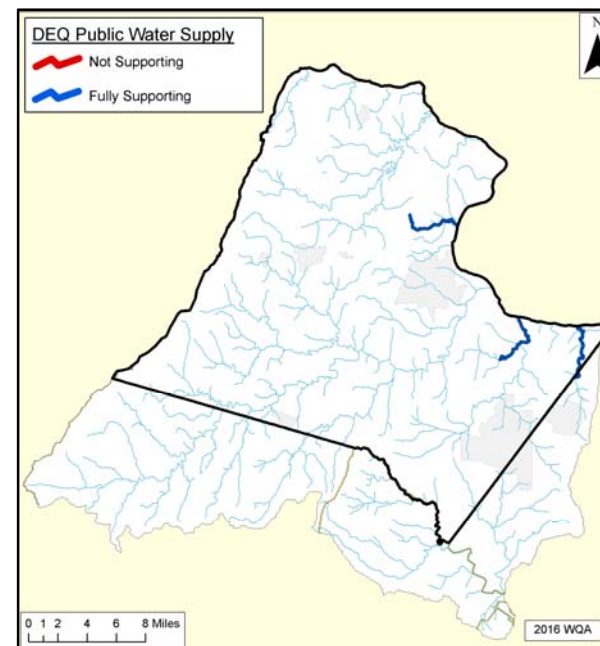 DEQ Public Water Supply
Not Supporting
Fully Supporting
N
0 1 2 4 6 8 Miles
2016 WQA